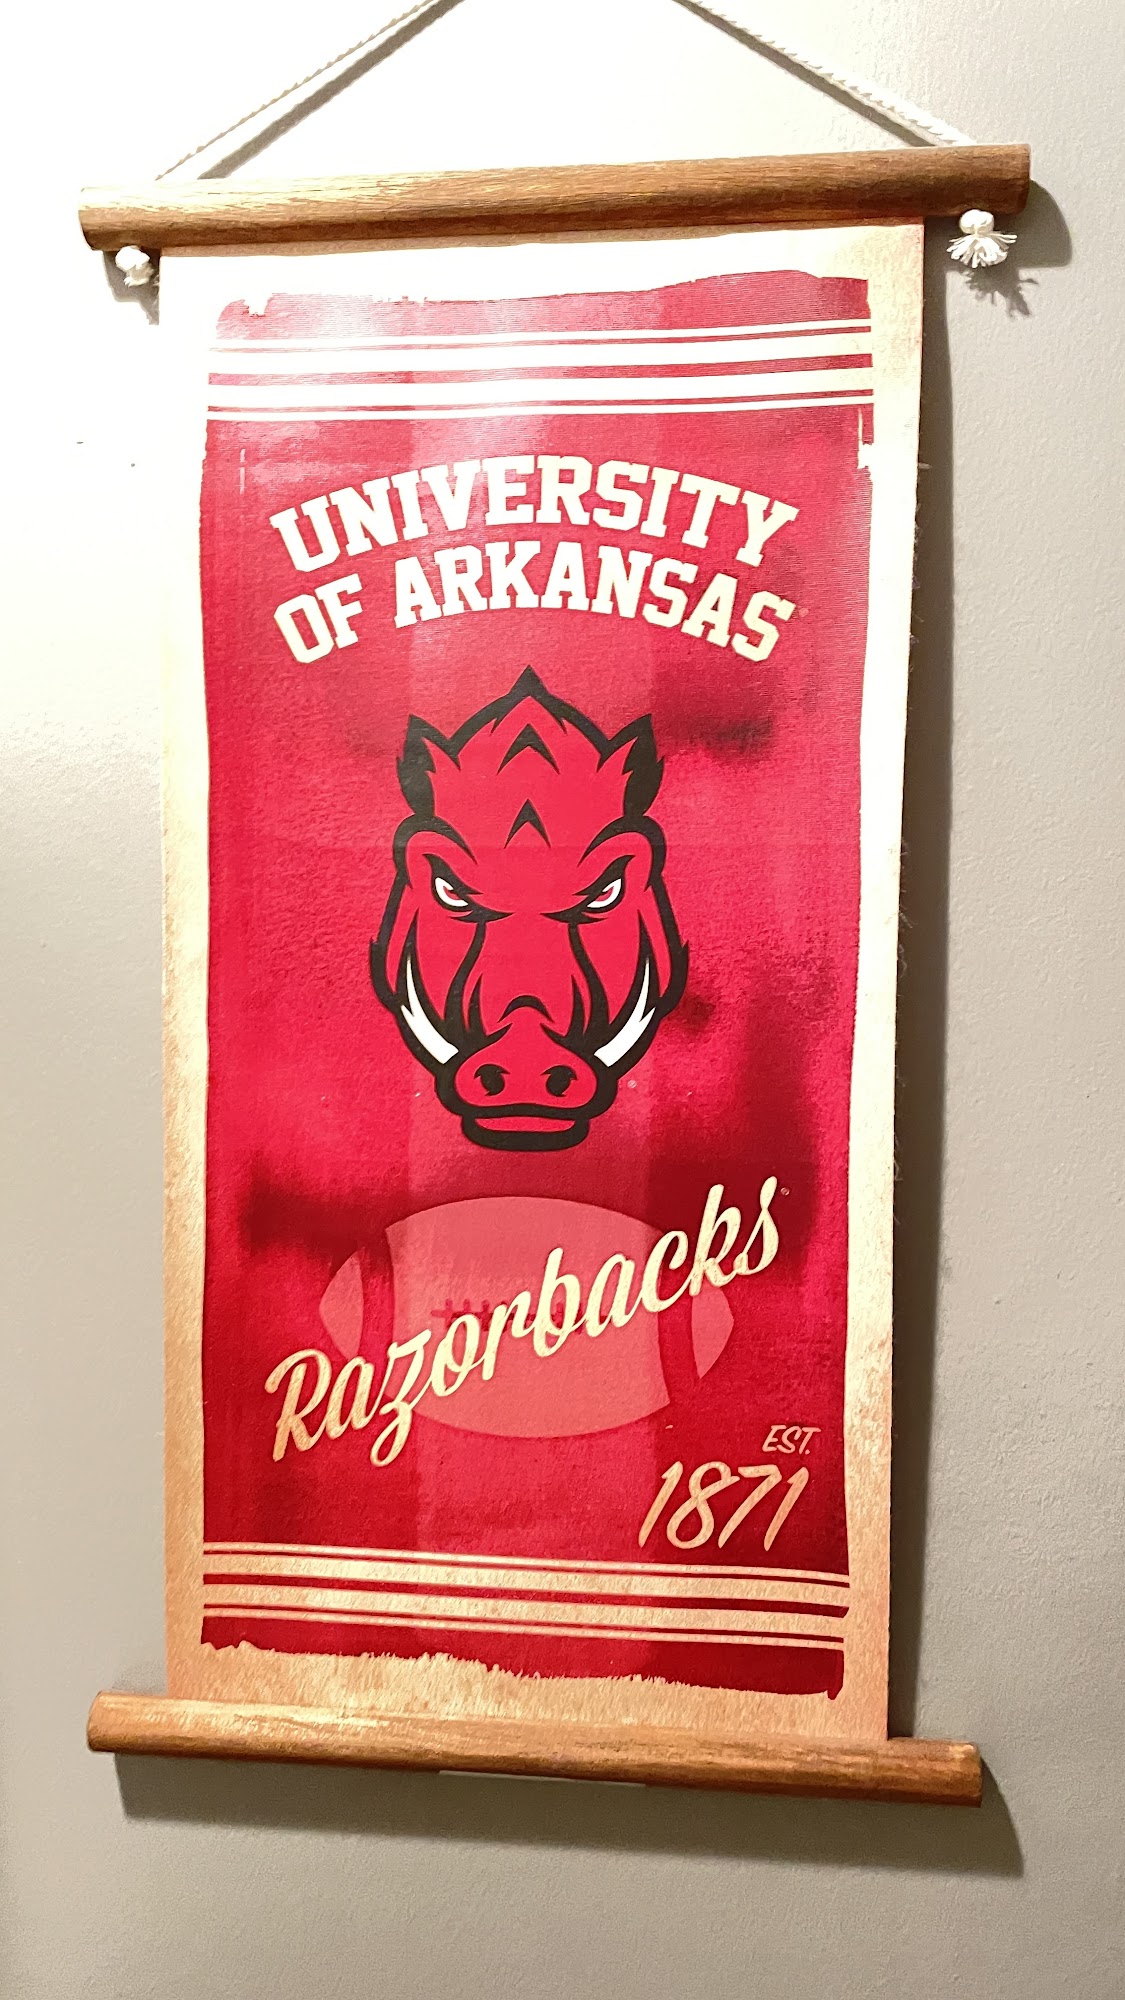 UNIVERSITY
OF ARKANSAS
Razorbacks
EST.
1871